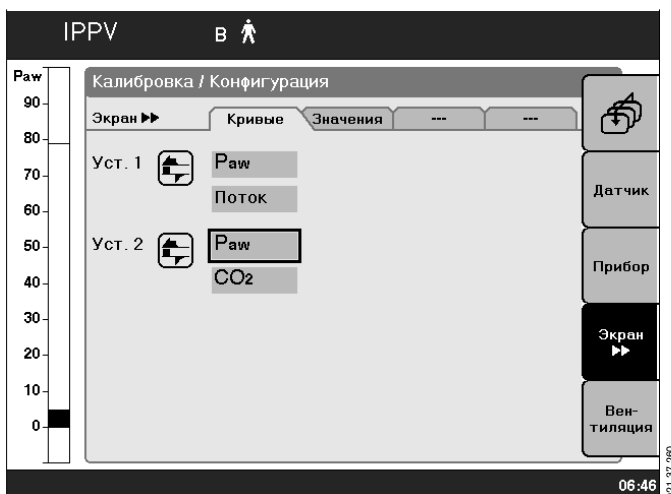 IPPV B
Paw
90
80
70
60
50
40
30
20
10
0
Калибровка / Конфигурация
Экран Кривые Значения --- ---
Уст. 1 Paw
Поток
Уст. 2 Paw
CO2
Датчик
Прибор
Экран
Вен-
тиляция
06:46